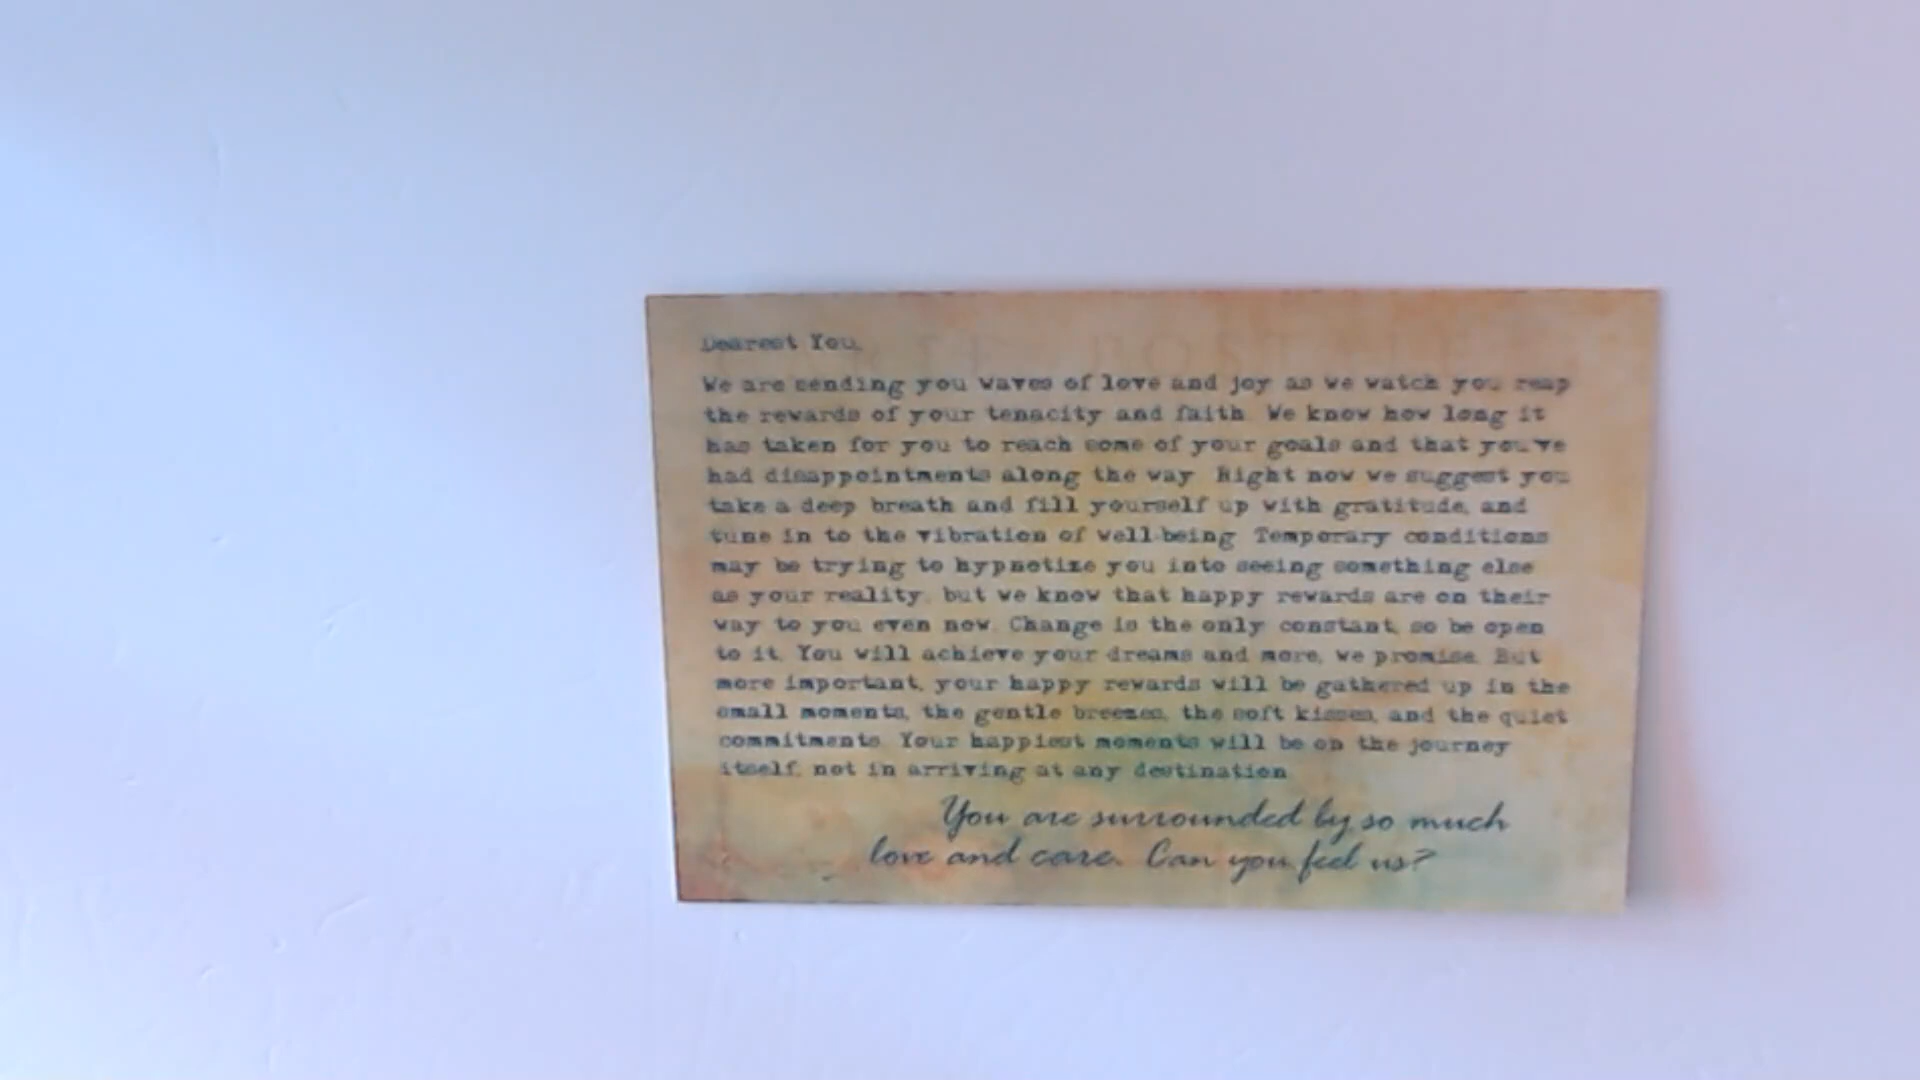 Dearest You,
We are sending you waves of love and joy as we watch you reap
the rewards of your tenacity and faith. We know how long it
has taken for you to reach some of your goals and that you've
had disappointments along the way. Right now we suggest you
take a deep breath and fill yourself up with gratitude, and
tune in to the vibration of well-being. Temporary conditions
may be trying to hypnotize you into seeing something else
as your reality, but we know that happy rewards are on their
way to you even now. Change is the only constant, so be open
to it. You will achieve your dreams and more, we promise. But
more important, your happy rewards will be gathered up in the
small moments, the gentle breezes, the soft kisses, and the quiet
commitments. Your happiest moments will be on the journey
itself, not in arriving at any destination.
You are surrounded by so much
love and care. Can you feel us?